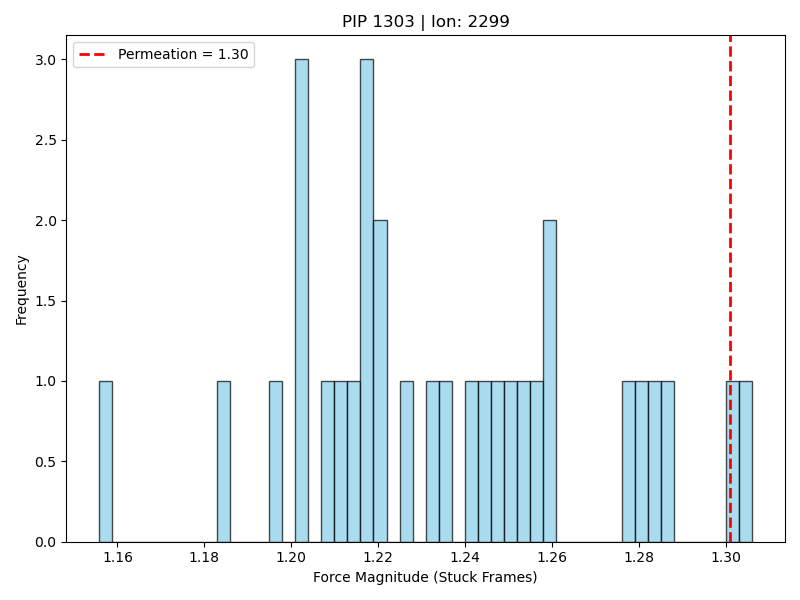 PIP 1303 | Ion: 2299
Permeation = 1.30
3.0
2.5
2.0
1.5
1.0
0.5
0.0
Frequency
1.16 1.18 1.20 1.22 1.24 1.26 1.28 1.30
Force Magnitude (Stuck Frames)